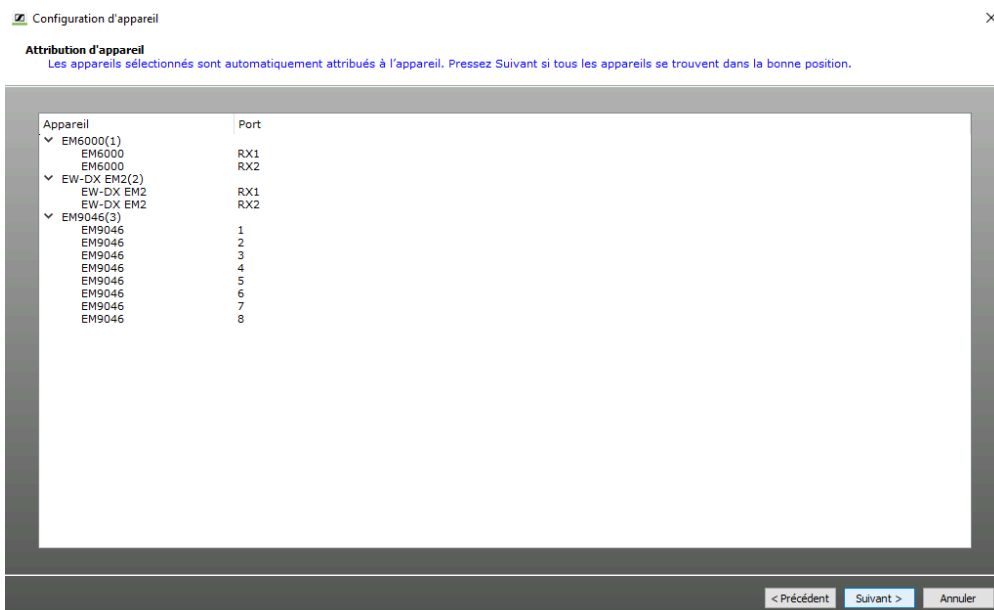 Configuration d'appareil
Attribution d'appareil
Les appareils sélectionnés sont automatiquement attribués à l'appareil. Pressez Suivant si tous les appareils se trouvent dans la bonne position.
Appareil Port
EM6000(1)
EM6000 RX1
EM6000 RX2
EW-DX EM2(2)
EW-DX EM2 RX1
EW-DX EM2 RX2
EM9046(3)
EM9046 1
EM9046 2
EM9046 3
EM9046 4
EM9046 5
EM9046 6
EM9046 7
EM9046 8
< Précédent Suivant > Annuler